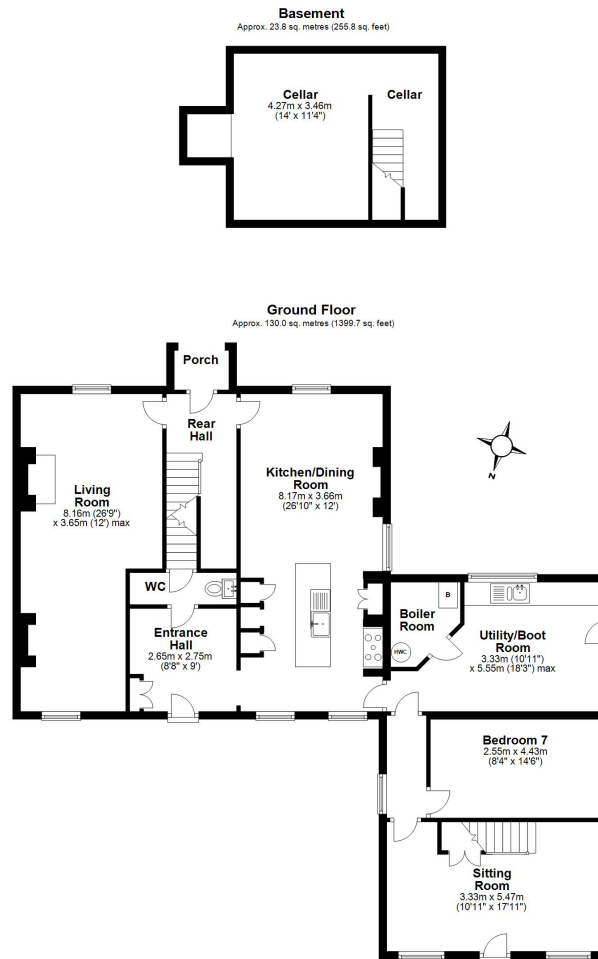 Basement
Approx. 23.8 sq. metres (255.8 sq. feet)
Cellar
4.27m x 3.46m
(14' x 11'4")
Cellar
Ground Floor
Approx. 130.0 sq. metres (1399.7 sq. feet)
Porch
Rear
Hall
Living
Room
8.16m (26'9")
x 3.65m (12') max
Kitchen/Dining
Room
8.17m x 3.66m
(26'10" x 12')
N
WC
Entrance
Hall
2.65m x 2.75m
(8'8" x 9')
Boiler
Room
B
HWC
Utility/Boot
Room
3.33m (10'11")
x 5.55m (18'3") max
Bedroom 7
2.55m x 4.43m
(8'4" x 14'6")
Sitting
Room
3.33m x 5.47m
(10'11" x 17'11")